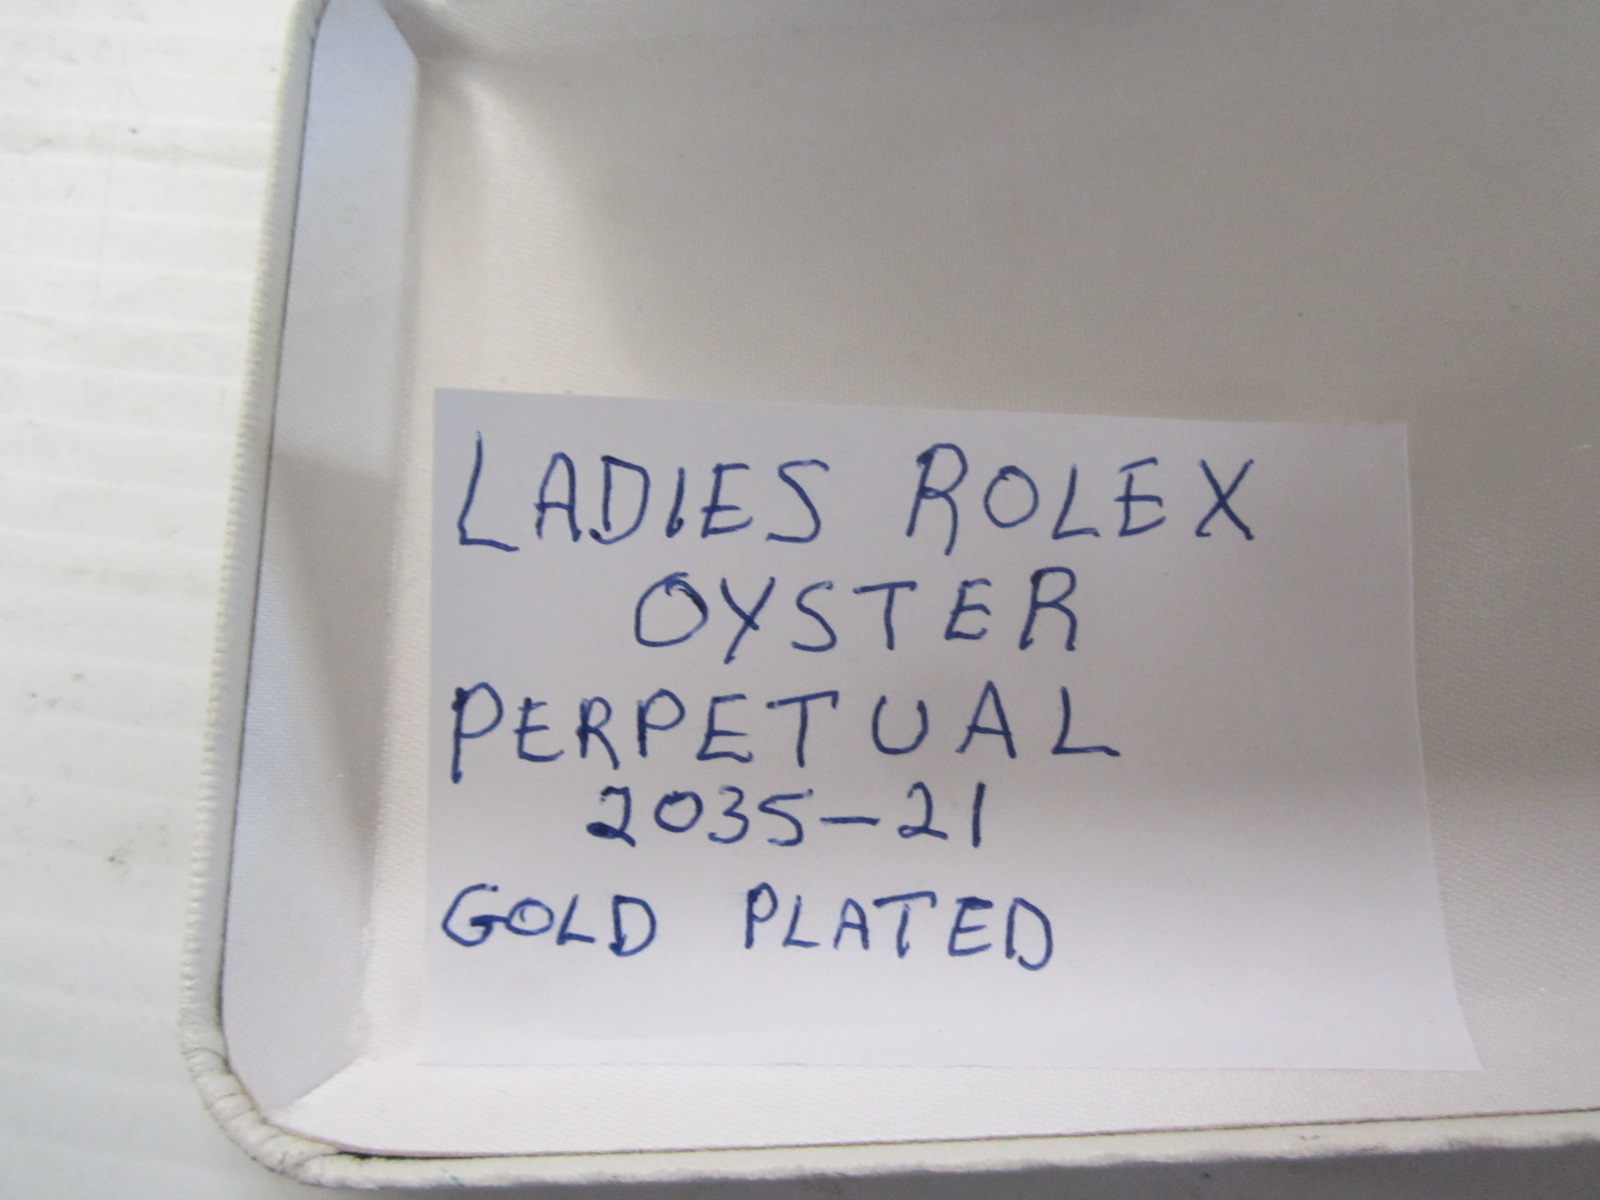 LADIES ROLEX
OYSTER
PERPETUAL
2035-21
GOLD PLATED